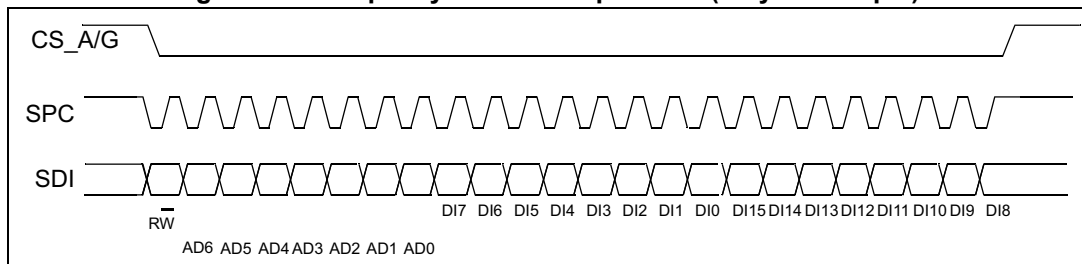 CS_A/G
SPC
SDI
RW
DI7 DI6 DI5 DI4 DI3 DI2 DI1 DI0 DI15 DI14 DI13 DI12 DI11 DI10 DI9 DI8
AD6 AD5 AD4 AD3 AD2 AD1 AD0